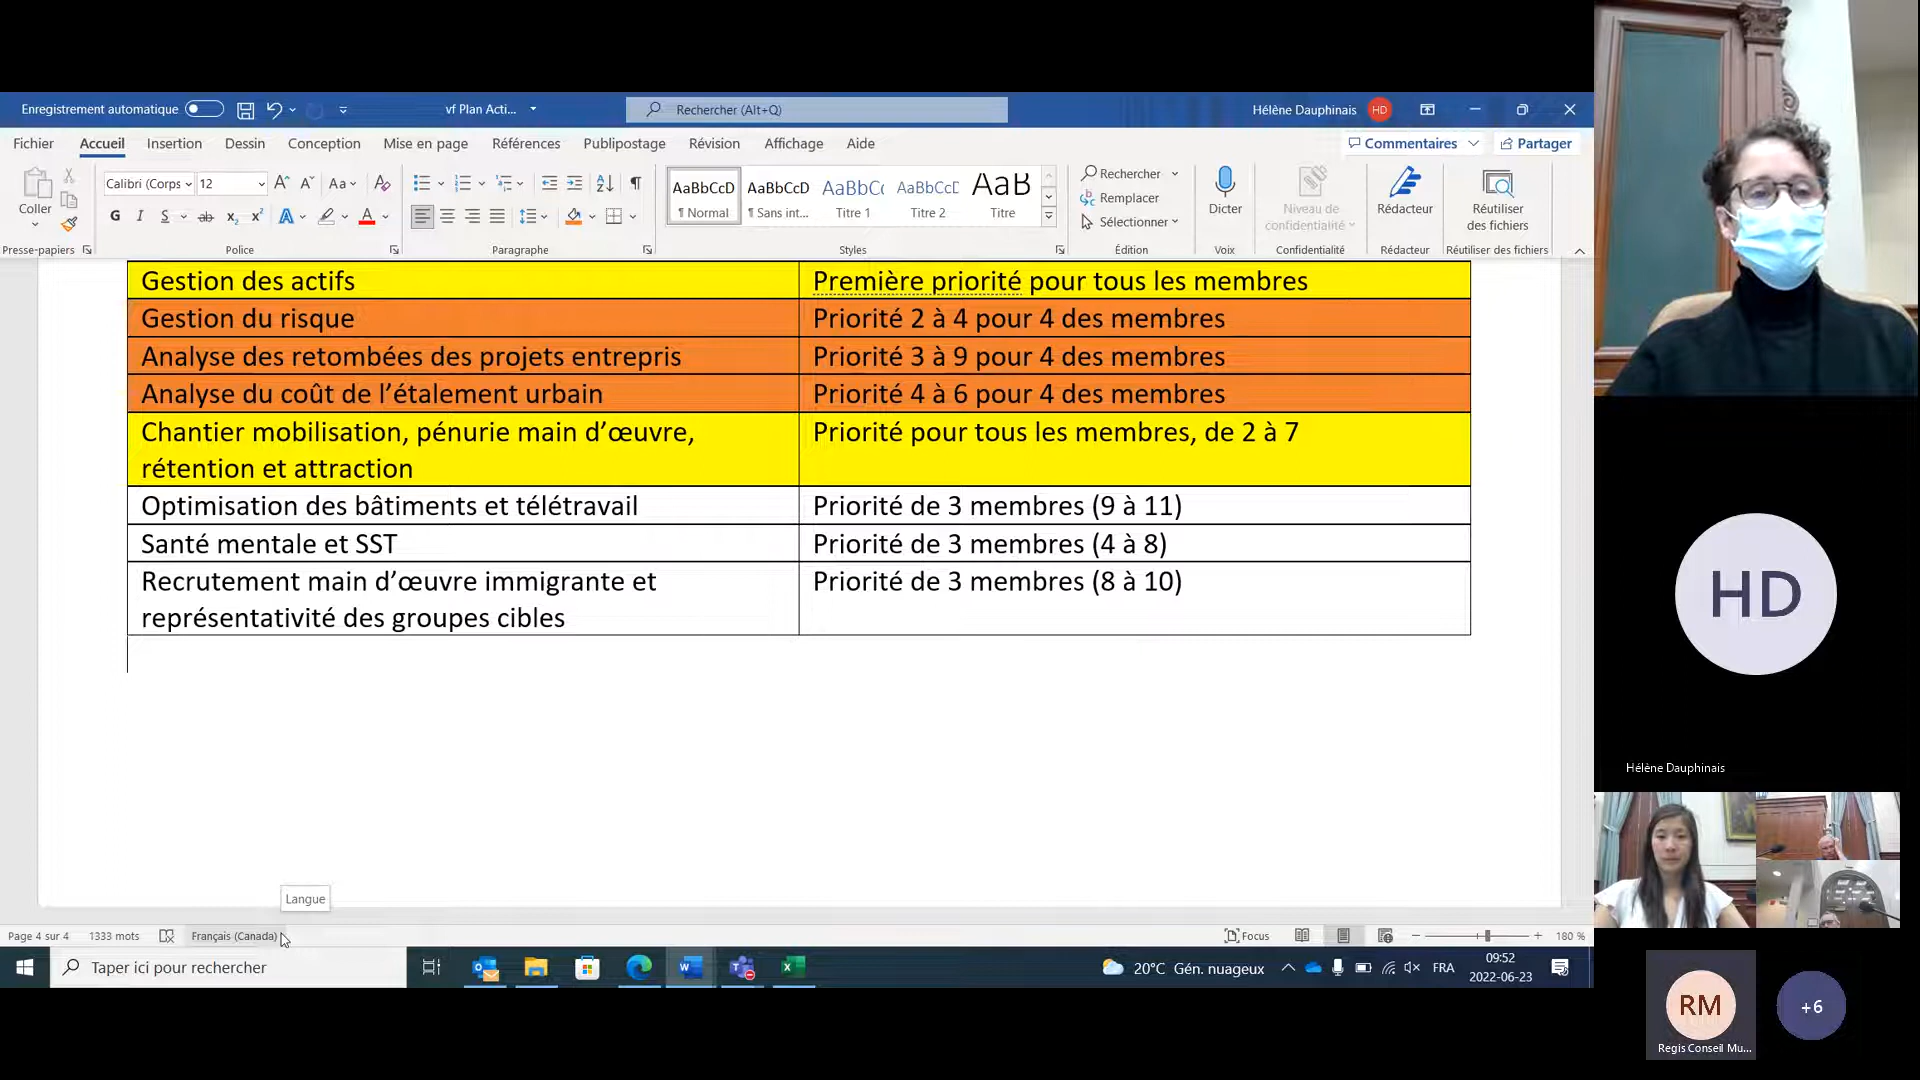 Enregistrement automatique
vf Plan Acti...
Rechercher (Alt+Q)
Hélène Dauphinais
HD
Fichier Accueil Insertion Dessin Conception Mise en page Références Publipostage Révision Affichage Aide
Commentaires
Partager
Coller
Presse-papiers
Calibri (Corps 12
Aa
G I S ab x₂ x² A A
Police
Paragraphe
AaBbCcD AaBbCcD AaBbCc AaBbCcE AaB
¶ Normal ¶ Sans int... Titre 1 Titre 2 Titre
Styles
Rechercher
Remplacer
Sélectionner
Édition
Dicter
Voix
Niveau de
confidentialité
Confidentialité
Rédacteur
Rédacteur
Réutiliser
des fichiers
Réutiliser des fichiers
Gestion des actifs Première priorité pour tous les membres
Gestion du risque Priorité 2 à 4 pour 4 des membres
Analyse des retombées des projets entrepris Priorité 3 à 9 pour 4 des membres
Analyse du coût de l’étalement urbain Priorité 4 à 6 pour 4 des membres
Chantier mobilisation, pénurie main d’œuvre, Priorité pour tous les membres, de 2 à 7
rétention et attraction
Optimisation des bâtiments et télétravail Priorité de 3 membres (9 à 11)
Santé mentale et SST Priorité de 3 membres (4 à 8)
Recrutement main d’œuvre immigrante et Priorité de 3 membres (8 à 10)
représentativité des groupes cibles
Langue
Page 4 sur 4 1333 mots Français (Canada)
Focus
180 %
Taper ici pour rechercher
20°C Gén. nuageux
FRA
09:52
2022-06-23
HD
Hélène Dauphinais
RM
Regis Conseil Mu...
+6